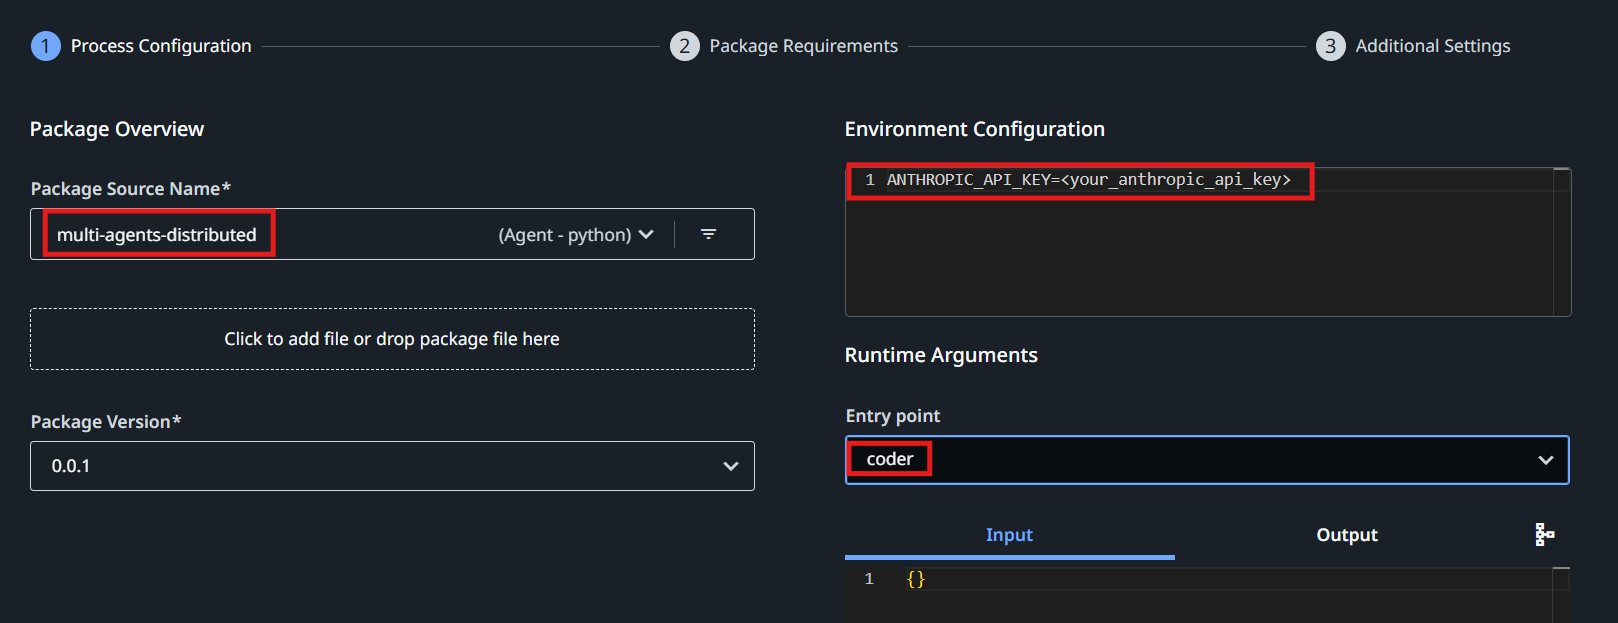 1 Process Configuration
2 Package Requirements
3 Additional Settings
Package Overview
Package Source Name*
multi-agents-distributed (Agent - python)
Click to add file or drop package file here
Package Version*
0.0.1
Environment Configuration
1 ANTHROPIC_API_KEY=<your_anthropic_api_key>
Runtime Arguments
Entry point
coder
Input Output
1 {}